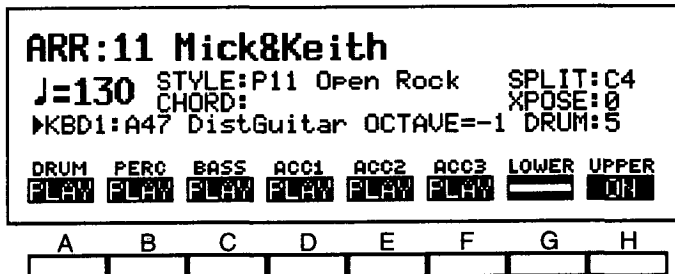 ARR:11 Mick&Keith
♩=130 STYLE:P11 Open Rock SPLIT:C4
CHORD: XPOSE:0
▶KBD1:A47 DistGuitar OCTAVE=-1 DRUM:5
DRUM PERC BASS ACC1 ACC2 ACC3 LOWER UPPER
PLAY PLAY PLAY PLAY PLAY PLAY ON
A B C D E F G H